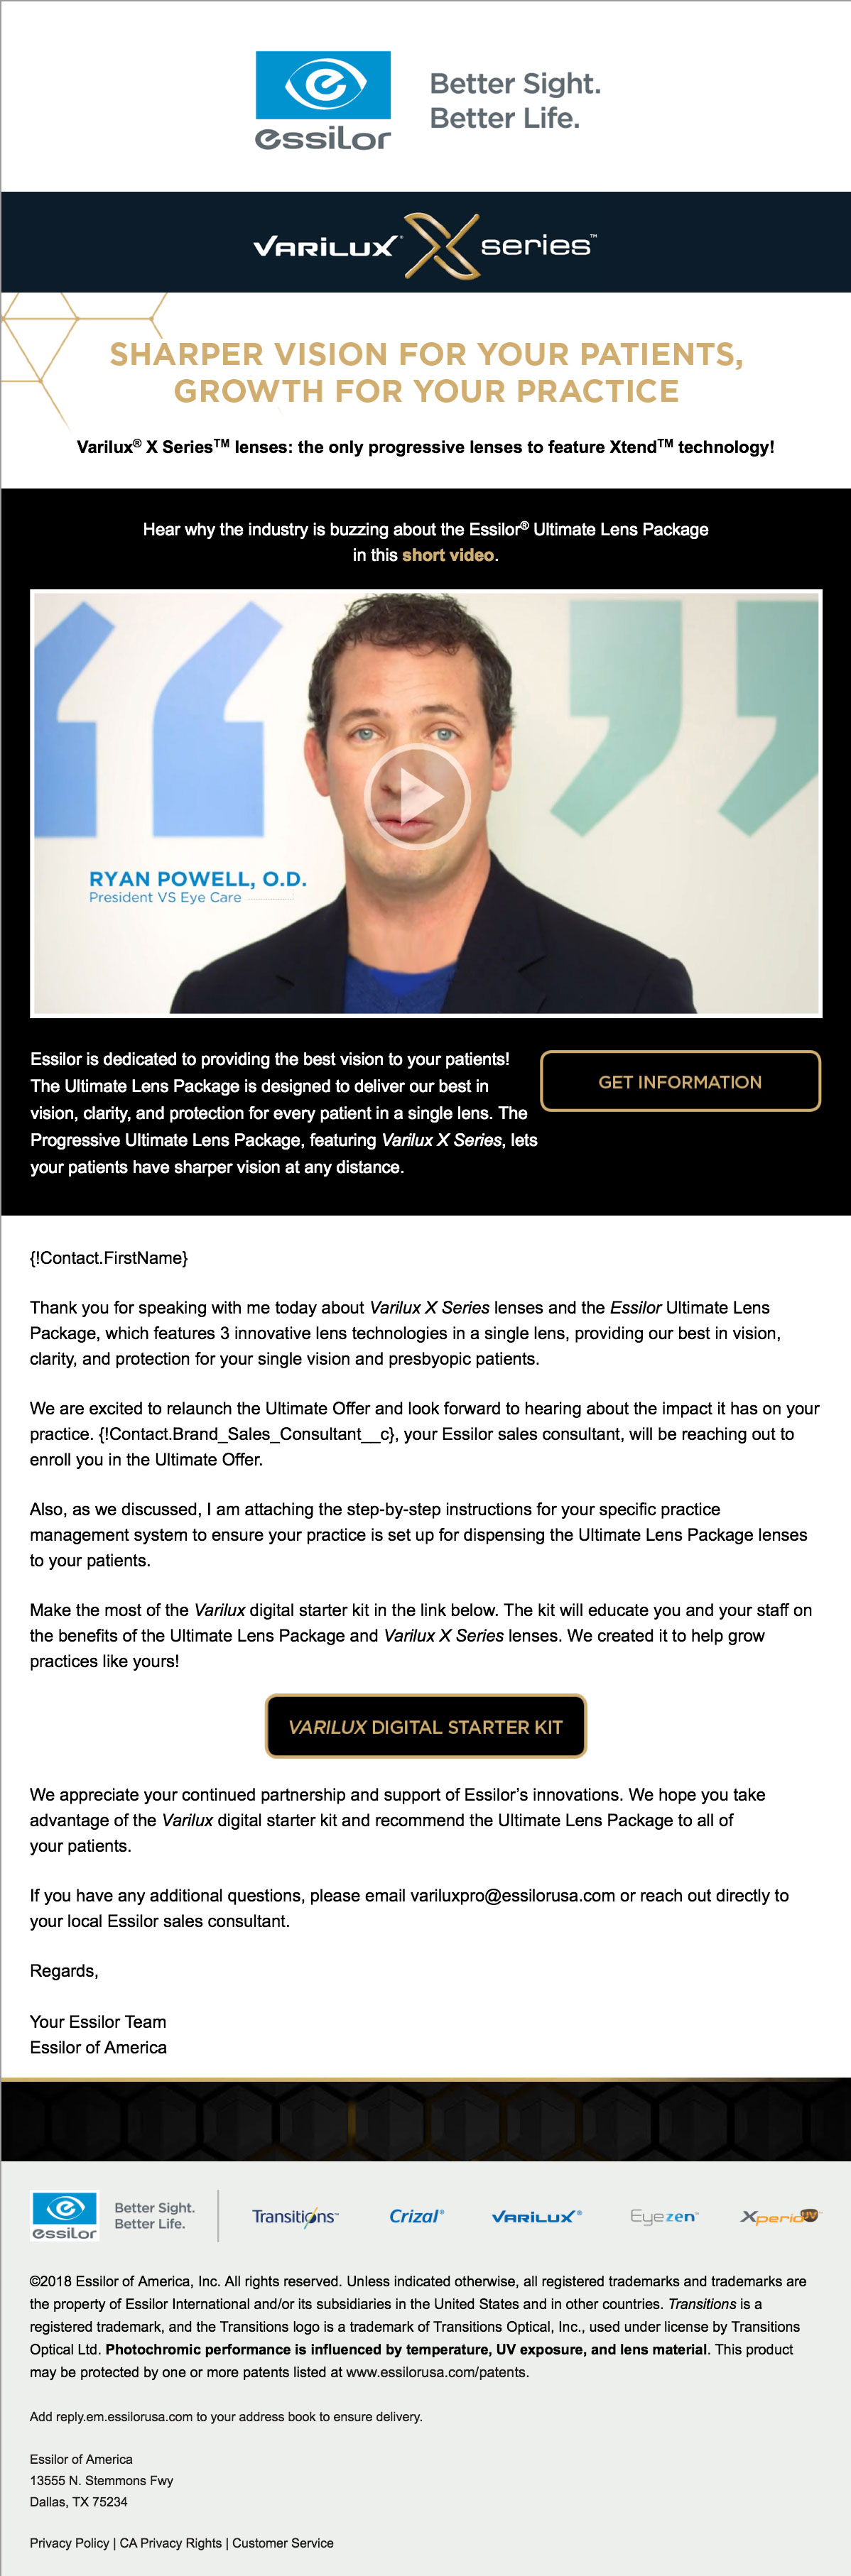 essilor
Better Sight.
Better Life.
VARILUX® X series™
SHARPER VISION FOR YOUR PATIENTS,
GROWTH FOR YOUR PRACTICE
Varilux® X Series™ lenses: the only progressive lenses to feature Xtend™ technology!
Hear why the industry is buzzing about the Essilor® Ultimate Lens Package
in this short video.
RYAN POWELL, O.D.
President VS Eye Care
Essilor is dedicated to providing the best vision to your patients!
The Ultimate Lens Package is designed to deliver our best in
vision, clarity, and protection for every patient in a single lens. The
Progressive Ultimate Lens Package, featuring Varilux X Series, lets
your patients have sharper vision at any distance.
GET INFORMATION
{!Contact.FirstName}
Thank you for speaking with me today about Varilux X Series lenses and the Essilor Ultimate Lens
Package, which features 3 innovative lens technologies in a single lens, providing our best in vision,
clarity, and protection for your single vision and presbyopic patients.
We are excited to relaunch the Ultimate Offer and look forward to hearing about the impact it has on your
practice. {!Contact.Brand_Sales_Consultant__c}, your Essilor sales consultant, will be reaching out to
enroll you in the Ultimate Offer.
Also, as we discussed, I am attaching the step-by-step instructions for your specific practice
management system to ensure your practice is set up for dispensing the Ultimate Lens Package lenses
to your patients.
Make the most of the Varilux digital starter kit in the link below. The kit will educate you and your staff on
the benefits of the Ultimate Lens Package and Varilux X Series lenses. We created it to help grow
practices like yours!
VARILUX DIGITAL STARTER KIT
We appreciate your continued partnership and support of Essilor’s innovations. We hope you take
advantage of the Varilux digital starter kit and recommend the Ultimate Lens Package to all of
your patients.
If you have any additional questions, please email variluxpro@essilorusa.com or reach out directly to
your local Essilor sales consultant.
Regards,
Your Essilor Team
Essilor of America
essilor
Better Sight.
Better Life.
Transitions™
Crizal®
VARILUX®
Eyezen™
Xperio UV™
©2018 Essilor of America, Inc. All rights reserved. Unless indicated otherwise, all registered trademarks and trademarks are
the property of Essilor International and/or its subsidiaries in the United States and in other countries. Transitions is a
registered trademark, and the Transitions logo is a trademark of Transitions Optical, Inc., used under license by Transitions
Optical Ltd. Photochromic performance is influenced by temperature, UV exposure, and lens material. This product
may be protected by one or more patents listed at www.essilorusa.com/patents.
Add reply.em.essilorusa.com to your address book to ensure delivery.
Essilor of America
13555 N. Stemmons Fwy
Dallas, TX 75234
Privacy Policy | CA Privacy Rights | Customer Service